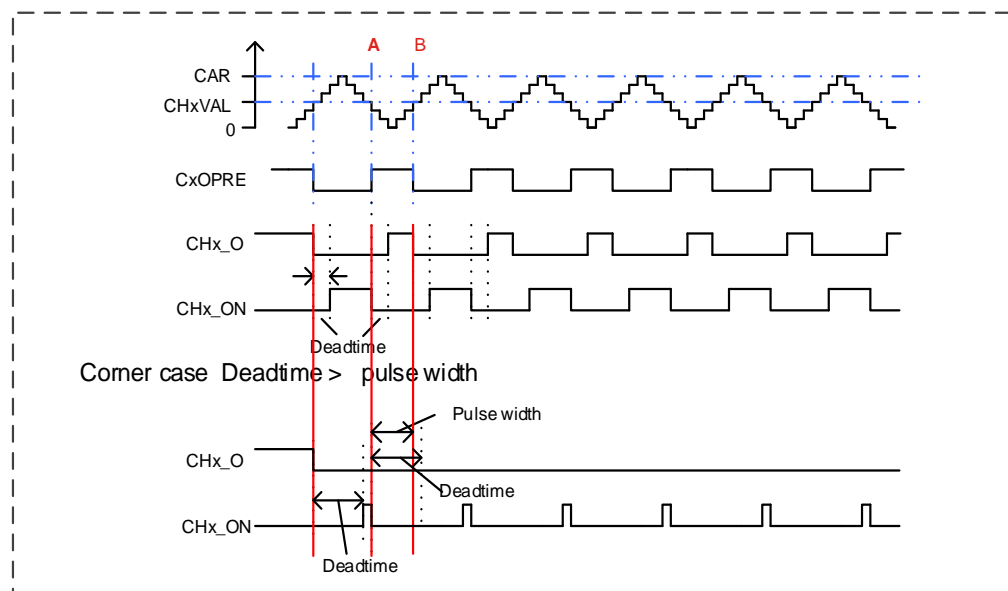 A B
CAR
CHxVAL
0
CxOPRE
CHx_O
CHx_ON
Deadtime
Corner case Deadtime > pulse width
Pulse width
CHx_O
Deadtime
CHx_ON
Deadtime